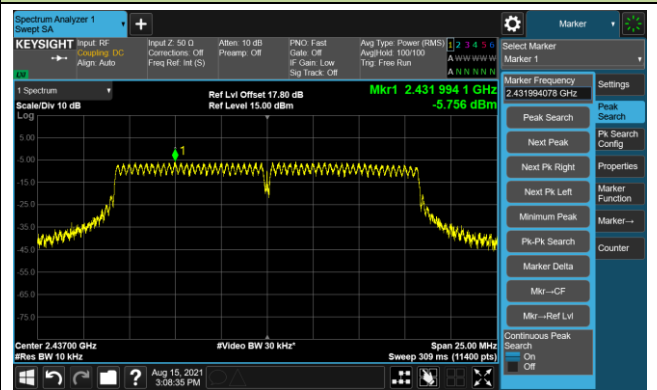 Spectrum Analyzer 1
Swept SA
Marker
KEYSIGHT
Input: RF
Coupling: DC
Align: Auto
Input Z: 50 Ω
Corrections: Off
Freq Ref: Int (S)
Atten: 10 dB
Preamp: Off
PNO: Fast
Gate: Off
IF Gain: Low
Sig Track: Off
Avg Type: Power (RMS)
Avg|Hold: 100/100
Trig: Free Run
1 2 3 4 5 6
A W W W W W
A N N N N N
Select Marker
Marker 1
LXI
1 Spectrum
Scale/Div 10 dB
Log
Ref Lvl Offset 17.80 dB
Ref Level 15.00 dBm
Mkr1 2.431 994 1 GHz
-5.756 dBm
5.00
-5.00
-15.0
-25.0
-35.0
-45.0
-55.0
-65.0
-75.0
1
Center 2.43700 GHz
#Res BW 10 kHz
#Video BW 30 kHz*
Span 25.00 MHz
Sweep 309 ms (11400 pts)
Marker Frequency
2.431994078 GHz
Peak Search
Next Peak
Next Pk Right
Next Pk Left
Minimum Peak
Pk-Pk Search
Marker Delta
Mkr→CF
Mkr→Ref Lvl
Continuous Peak
Search
On
Off
Settings
Peak
Search
Pk Search
Config
Properties
Marker
Function
Marker→
Counter
?
Aug 15, 2021
3:08:35 PM